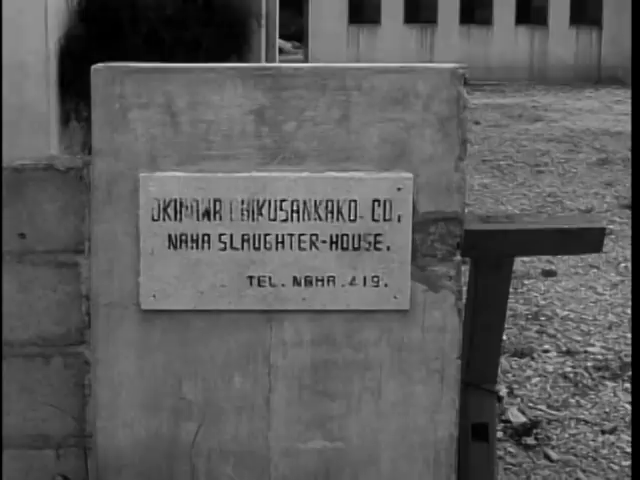 OKINAWA CHIKUSANKAKO. CO,
NAHA SLAUGHTER-HOUSE.
TEL. NAHA. 419.